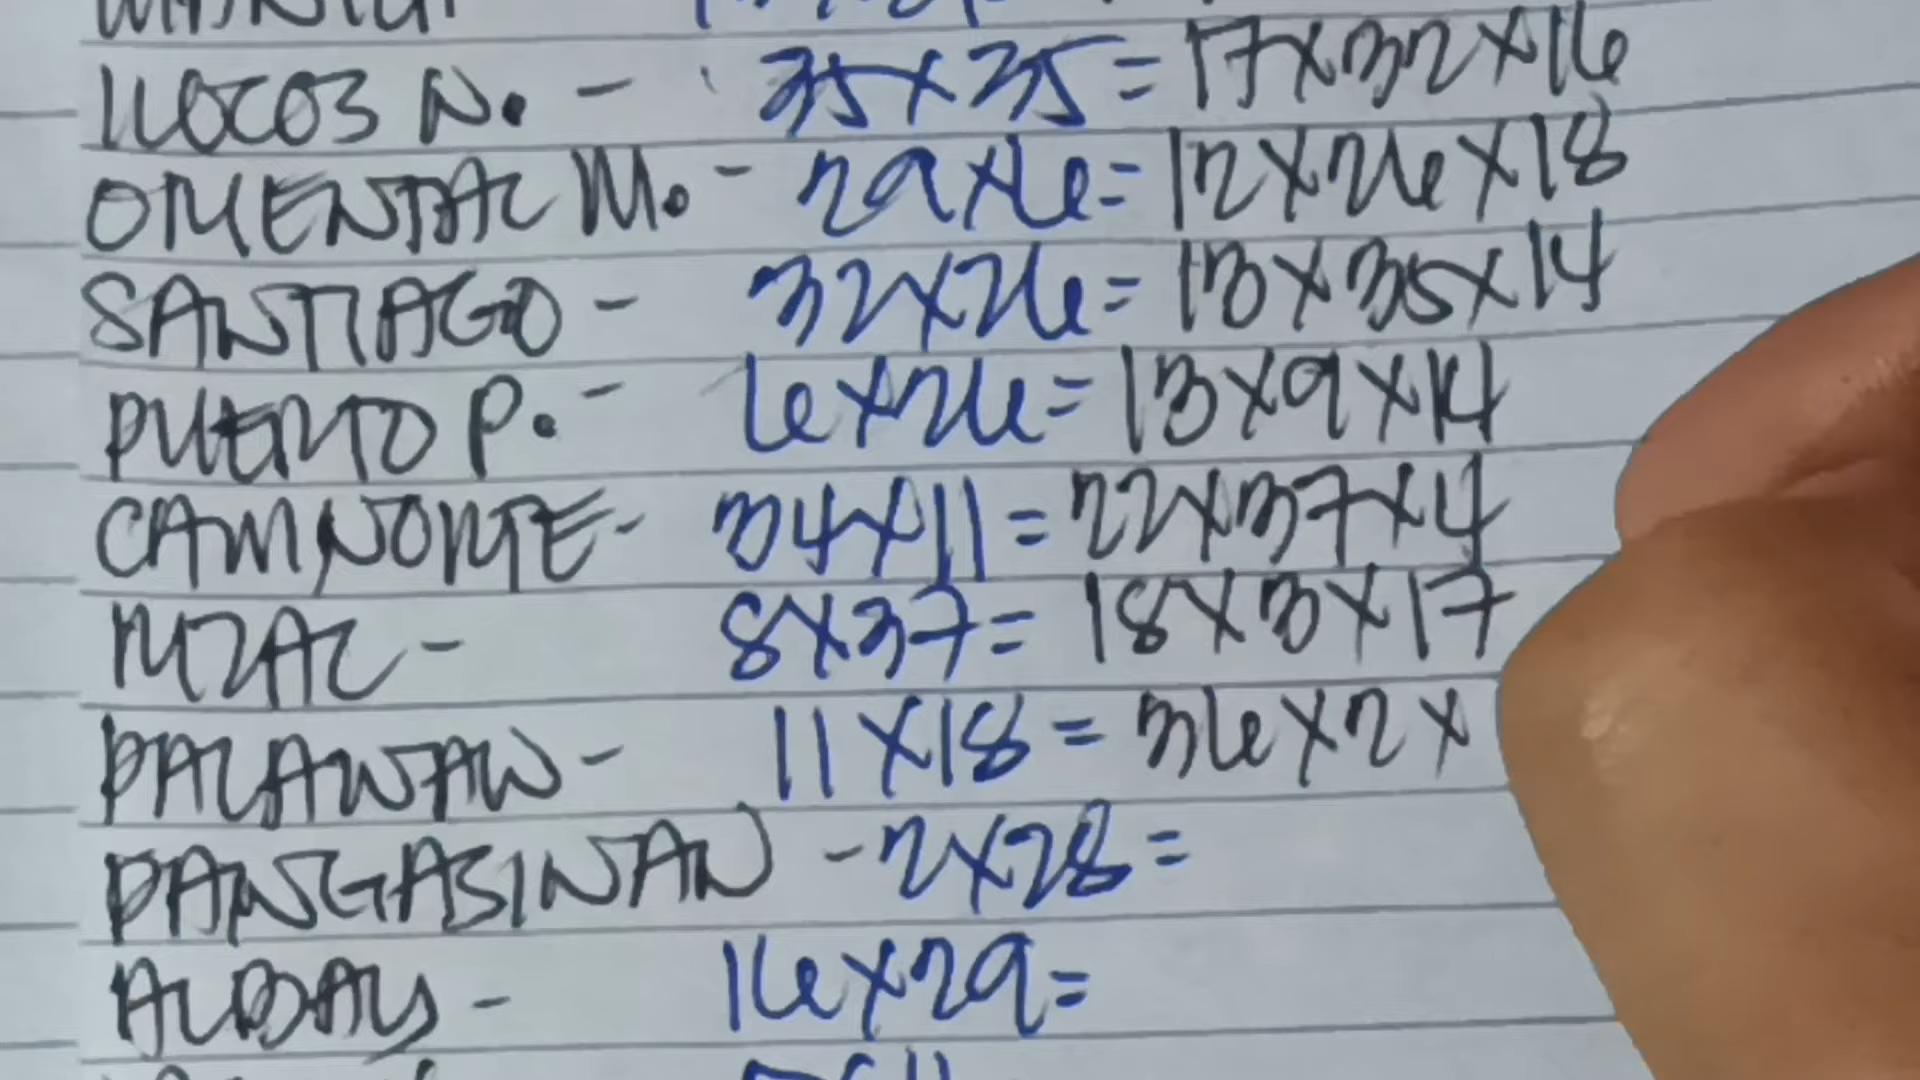 ILOCOS N. - 35x35=17x32x16
ORIENTAL M. - 29x6=12x26x18
SANTIAGO - 32x26=13x35x14
PUERTO P. - 6x26=13x9x14
CAM,NORTE - 34x11=22x37x4
RIZAL - 8x37=18x3x17
PALAWAN - 11x18=36x2x
PANGASINAN - 2x28=
ALBAY - 16x29=